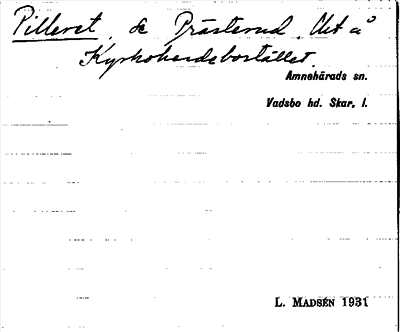 Pilleret, se Prästerud. Ut å
Kyrkoherdebostället.
Amnehärads sn.
Vadsbo hd. Skar. l.
L. MADSÉN 1931